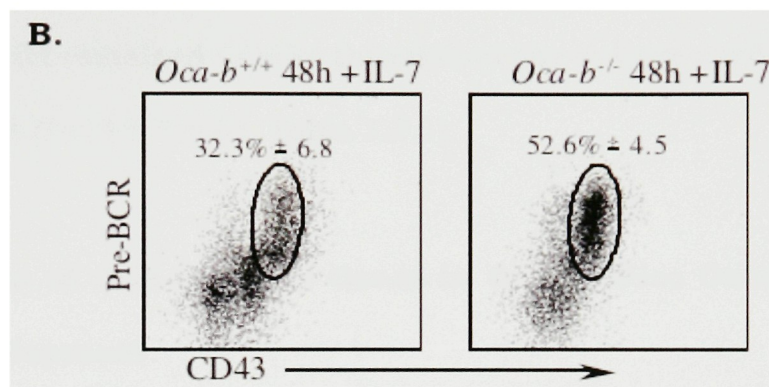 B.
Oca-b+/+ 48h +IL-7
Oca-b-/- 48h +IL-7
32.3% ± 6.8
52.6% ± 4.5
Pre-BCR
CD43